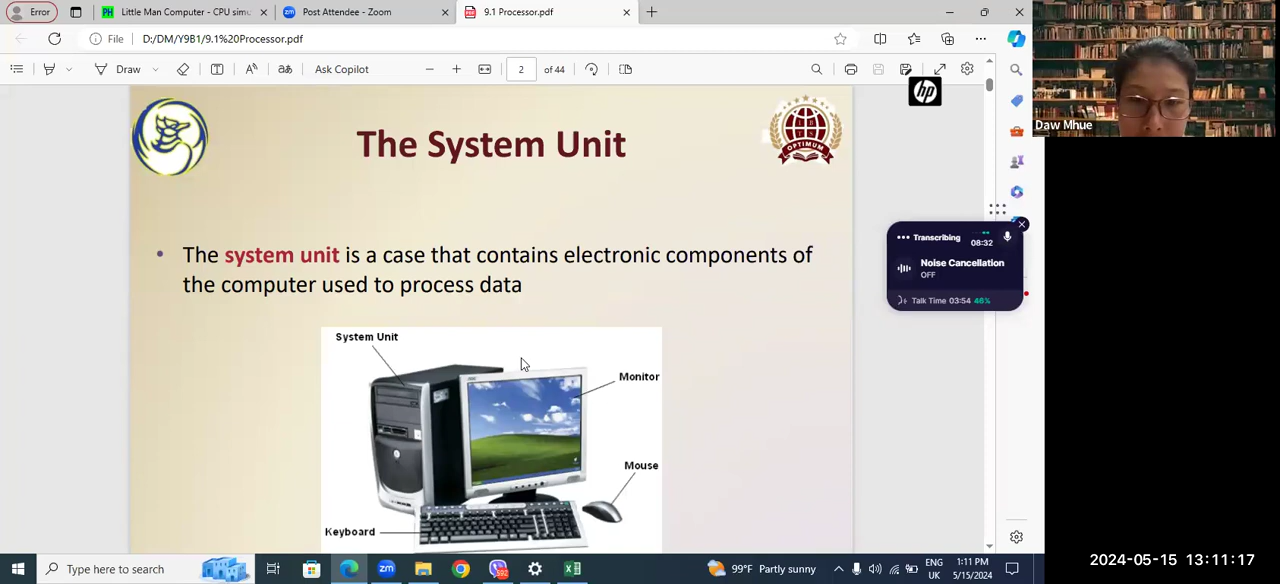 Error
Little Man Computer - CPU simu
Post Attendee - Zoom
9.1 Processor.pdf
File
D:/DM/Y9B1/9.1%20Processor.pdf
Draw
Ask Copilot
2
of 44
hp
Daw Mhue
OPTIMUM
The System Unit
• The system unit is a case that contains electronic components of
the computer used to process data
Transcribing
08:32
Noise Cancellation
OFF
Talk Time 03:54 46%
System Unit
Monitor
Mouse
Keyboard
Type here to search
592
99°F Partly sunny
ENG
UK
1:11 PM
5/15/2024
2024-05-15 13:11:17